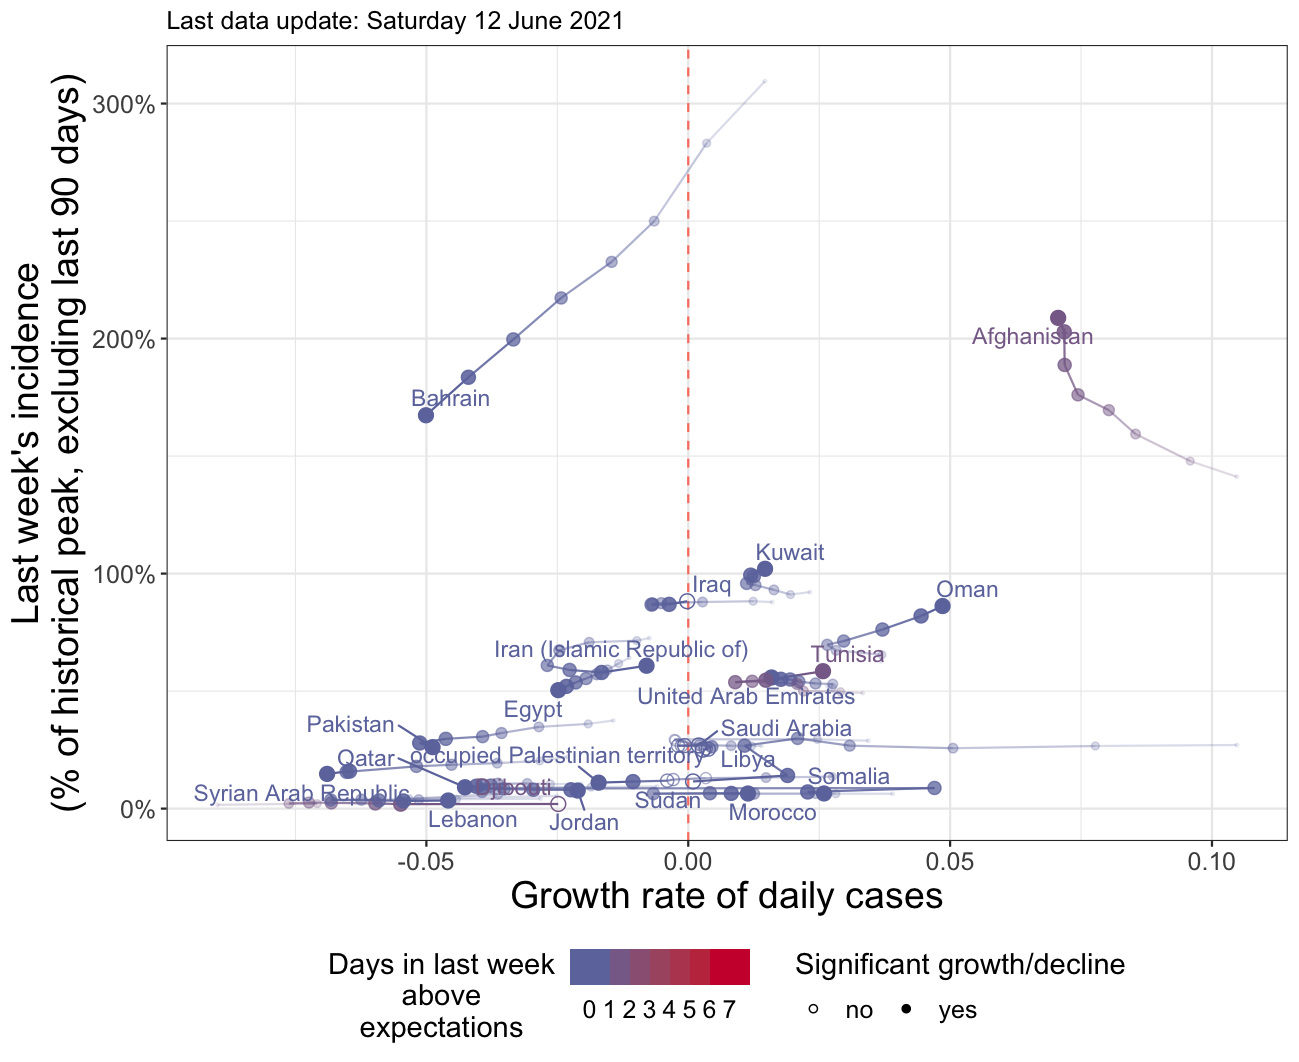 Last data update: Saturday 12 June 2021
Last week's incidence
(% of historical peak, excluding last 90 days)
300%
200%
100%
0%
Bahrain
Afghanistan
Kuwait
Iraq
Oman
Iran (Islamic Republic of)
Tunisia
Egypt
United Arab Emirates
Pakistan
Saudi Arabia
Qatar
occupied Palestinian territory
Libya
Somalia
Syrian Arab Republic
Djibouti
Sudan
Lebanon
Jordan
Morocco
-0.05
0.00
0.05
0.10
Growth rate of daily cases
Days in last week
above
expectations
0 1 2 3 4 5 6 7
Significant growth/decline
no
yes